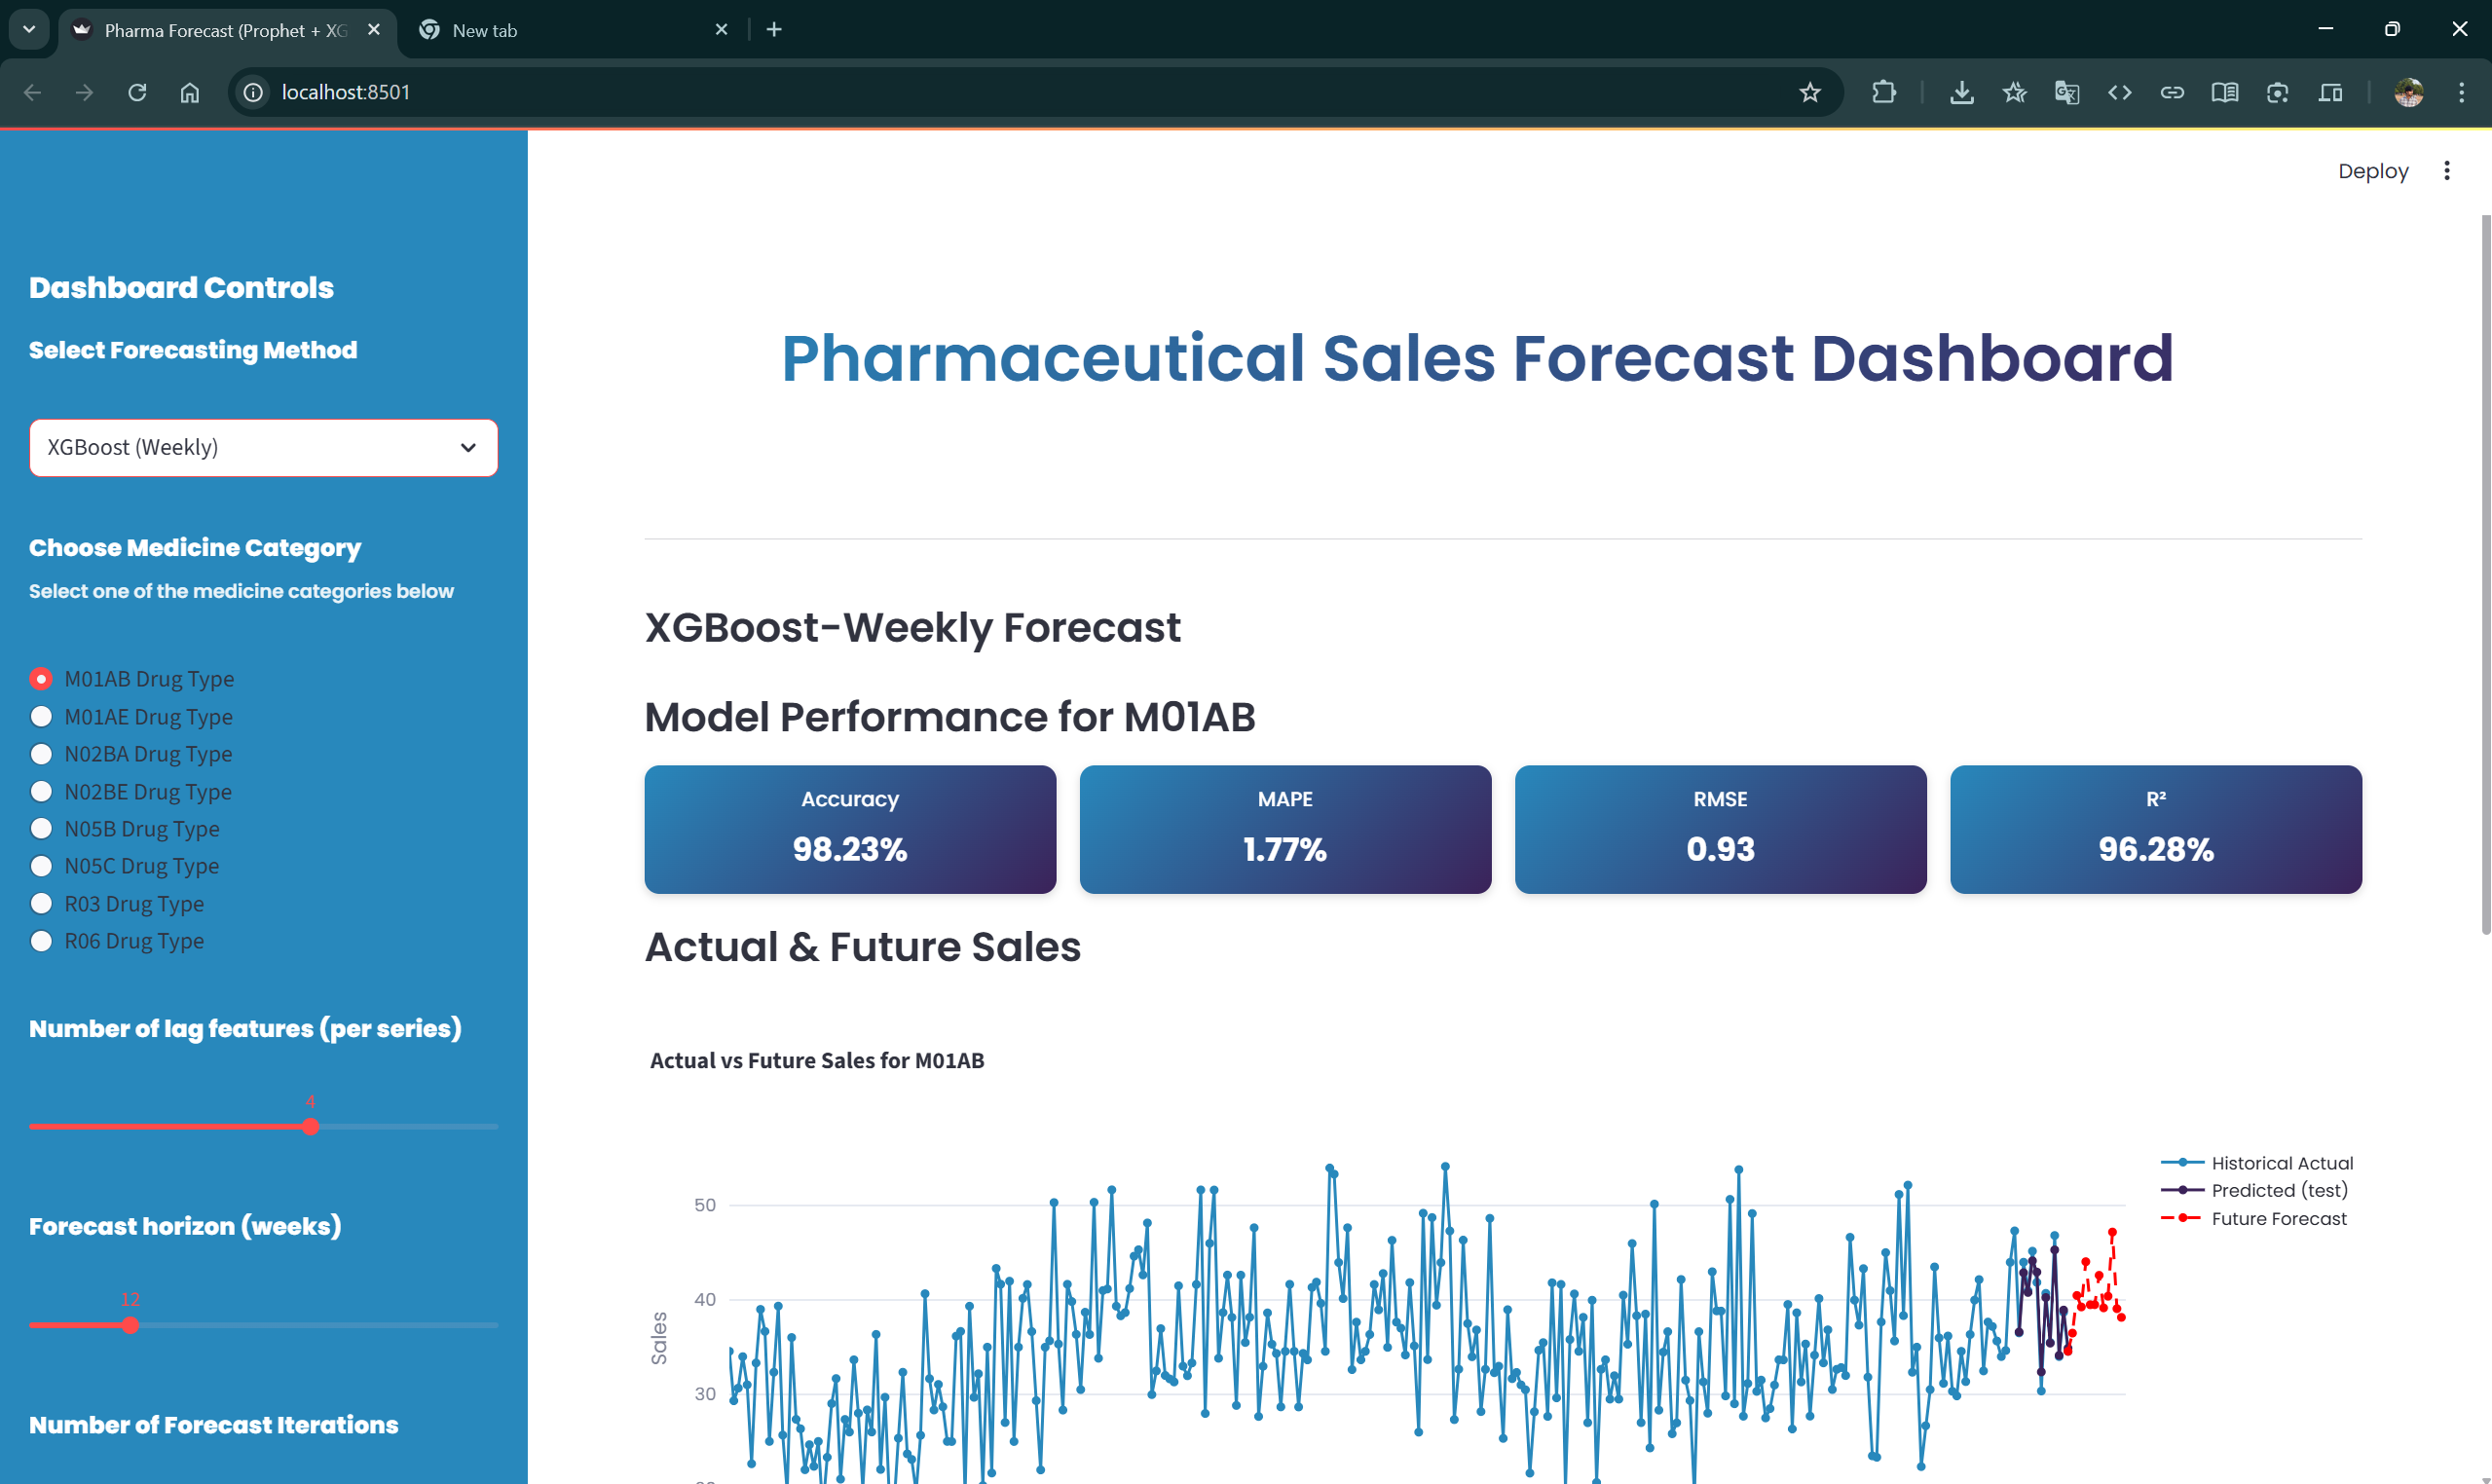 Pharma Forecast (Prophet + XG
New tab
localhost:8501
Deploy
Dashboard Controls
Select Forecasting Method
XGBoost (Weekly)
Choose Medicine Category
Select one of the medicine categories below
M01AB Drug Type
M01AE Drug Type
N02BA Drug Type
N02BE Drug Type
N05B Drug Type
N05C Drug Type
R03 Drug Type
R06 Drug Type
Number of lag features (per series)
4
Forecast horizon (weeks)
12
Number of Forecast Iterations
Pharmaceutical Sales Forecast Dashboard
XGBoost-Weekly Forecast
Model Performance for M01AB
Accuracy
98.23%
MAPE
1.77%
RMSE
0.93
R²
96.28%
Actual & Future Sales
Actual vs Future Sales for M01AB
Historical Actual
Predicted (test)
Future Forecast
50
40
30
Sales